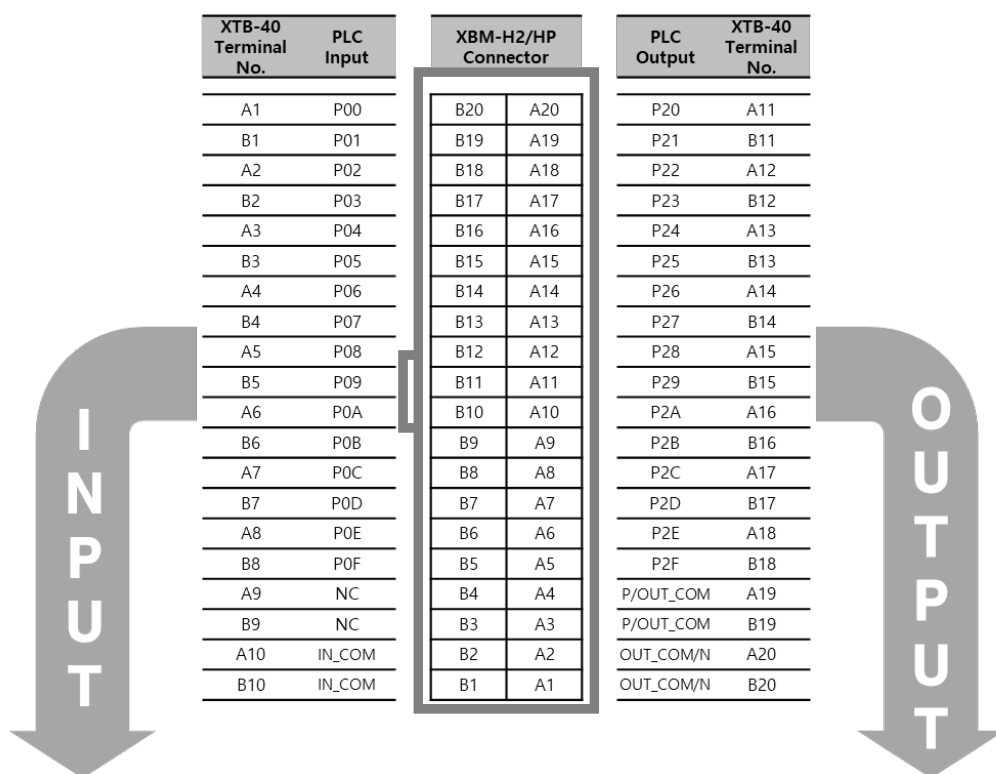 XTB-40 Terminal No. PLC Input XBM-H2/HP Connector PLC Output XTB-40 Terminal No.
A1 P00 B20 A20 P20 A11
B1 P01 B19 A19 P21 B11
A2 P02 B18 A18 P22 A12
B2 P03 B17 A17 P23 B12
A3 P04 B16 A16 P24 A13
B3 P05 B15 A15 P25 B13
A4 P06 B14 A14 P26 A14
B4 P07 B13 A13 P27 B14
A5 P08 B12 A12 P28 A15
B5 P09 B11 A11 P29 B15
A6 P0A B10 A10 P2A A16
B6 P0B B9 A9 P2B B16
A7 P0C B8 A8 P2C A17
B7 P0D B7 A7 P2D B17
A8 P0E B6 A6 P2E A18
B8 P0F B5 A5 P2F B18
A9 NC B4 A4 P/OUT_COM A19
B9 NC B3 A3 P/OUT_COM B19
A10 IN_COM B2 A2 OUT_COM/N A20
B10 IN_COM B1 A1 OUT_COM/N B20
INPUT
OUTPUT